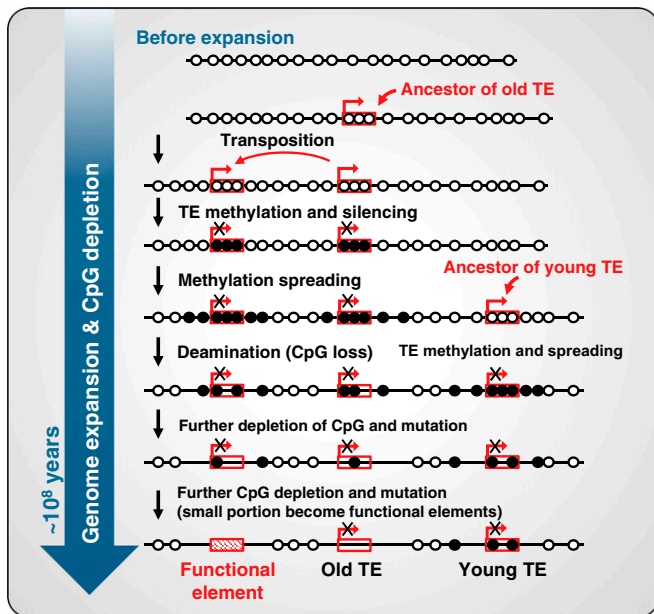 Before expansion
Ancestor of old TE
Transposition
TE methylation and silencing
Ancestor of young TE
Methylation spreading
Deamination (CpG loss)
TE methylation and spreading
Further depletion of CpG and mutation
Further CpG depletion and mutation
(small portion become functional elements)
Functional
element
Old TE
Young TE
Genome expansion & CpG depletion
~10⁸ years